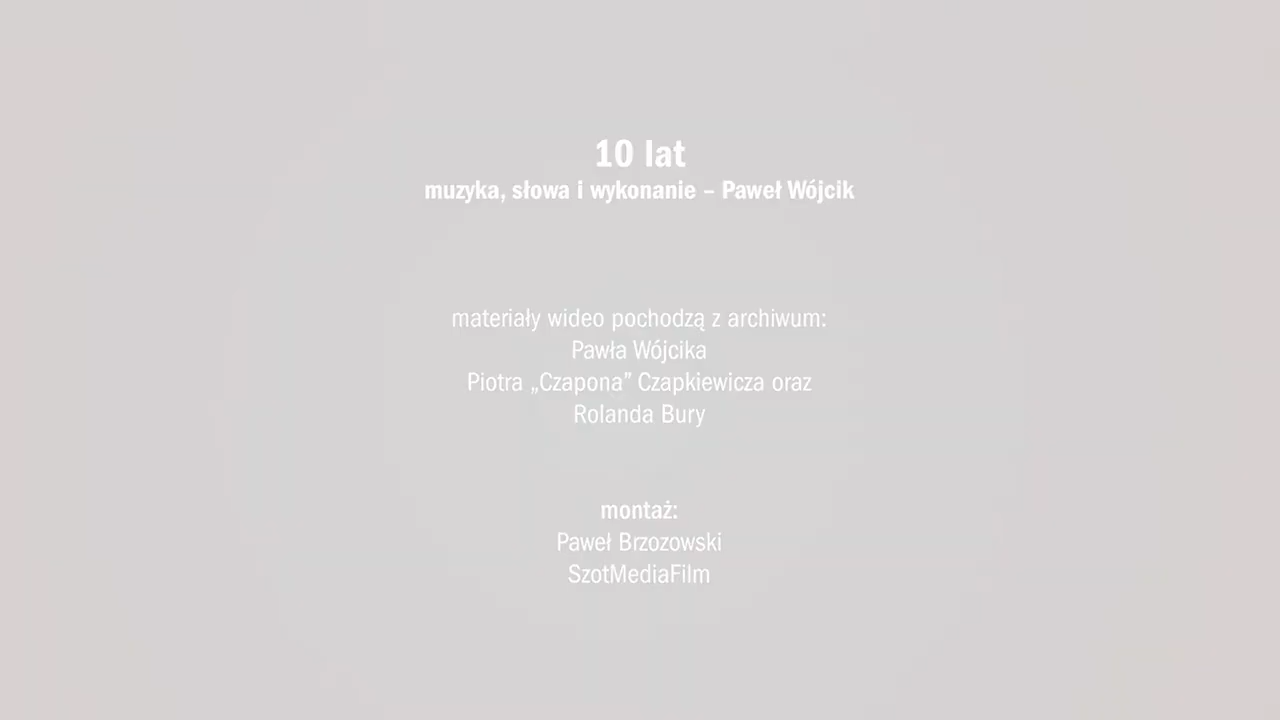 10 lat
muzyka, słowa i wykonanie – Paweł Wójcik
materiały wideo pochodzą z archiwum:
Pawła Wójcika
Piotra „Czapona” Czapkiewicza oraz
Rolanda Bury
montaż:
Paweł Brzozowski
SzotMediaFilm